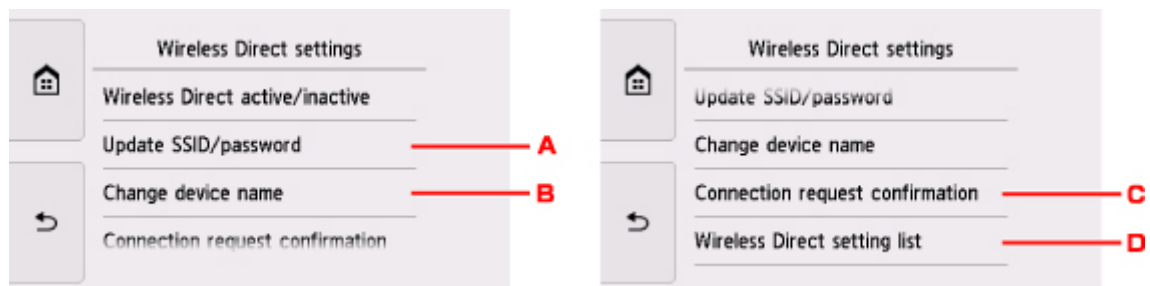 Wireless Direct settings
Wireless Direct active/inactive
Update SSID/password
A
Change device name
B
Connection request confirmation
Wireless Direct settings
Update SSID/password
Change device name
Connection request confirmation
C
Wireless Direct setting list
D